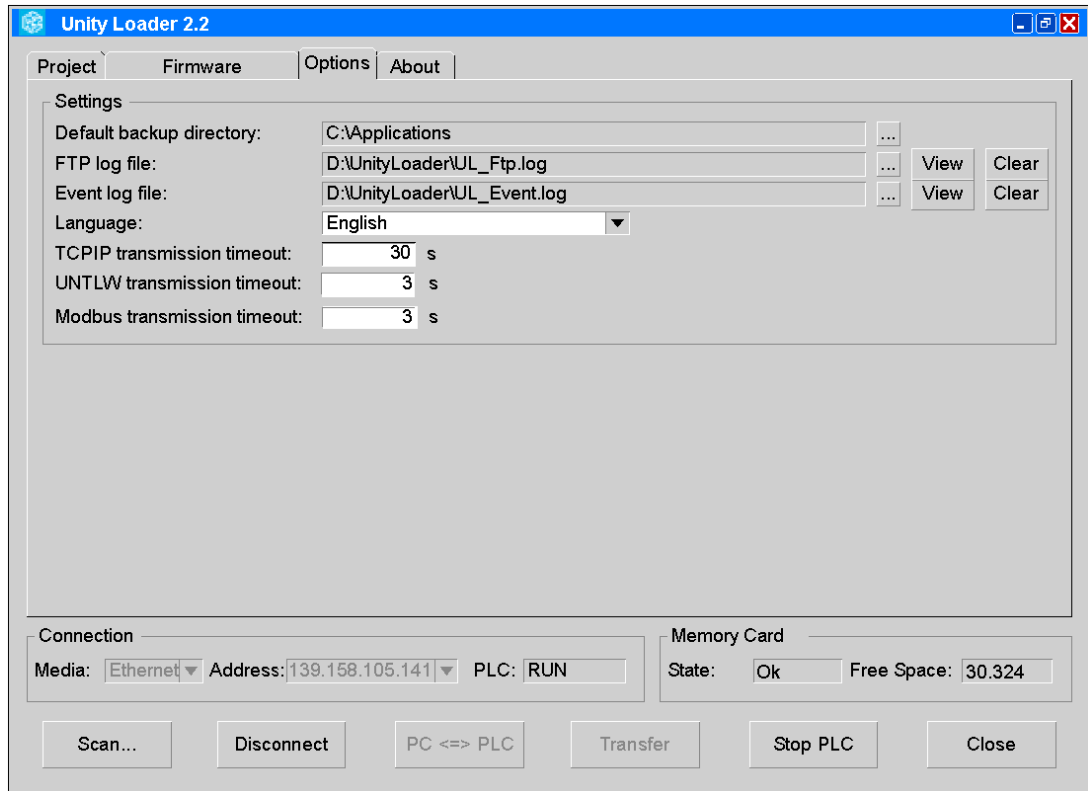 Unity Loader 2.2
Project Firmware Options About
Settings
Default backup directory: C:\Applications ...
FTP log file: D:\UnityLoader\UL_Ftp.log ... View Clear
Event log file: D:\UnityLoader\UL_Event.log ... View Clear
Language: English
TCPIP transmission timeout: 30 s
UNTLW transmission timeout: 3 s
Modbus transmission timeout: 3 s
Connection Memory Card
Media: Ethernet Address: 139.158.105.141 PLC: RUN State: Ok Free Space: 30.324
Scan... Disconnect PC <=> PLC Transfer Stop PLC Close